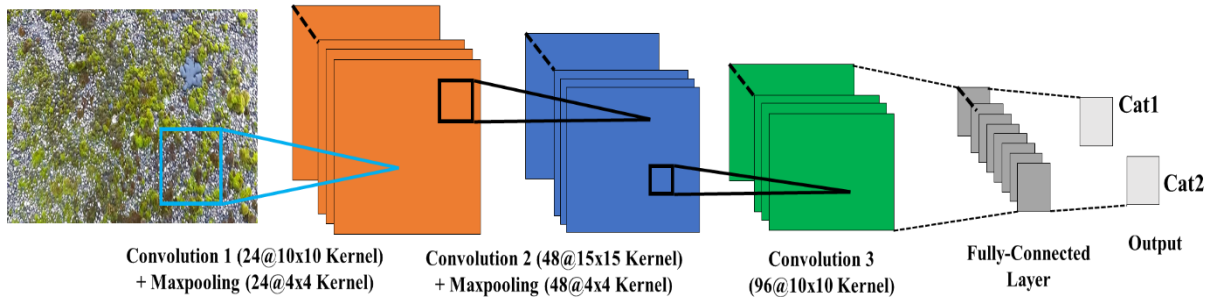 Cat1
Cat2
Convolution 1 (24@10x10 Kernel)
+ Maxpooling (24@4x4 Kernel)
Convolution 2 (48@15x15 Kernel)
+ Maxpooling (48@4x4 Kernel)
Convolution 3
(96@10x10 Kernel)
Fully-Connected
Layer
Output